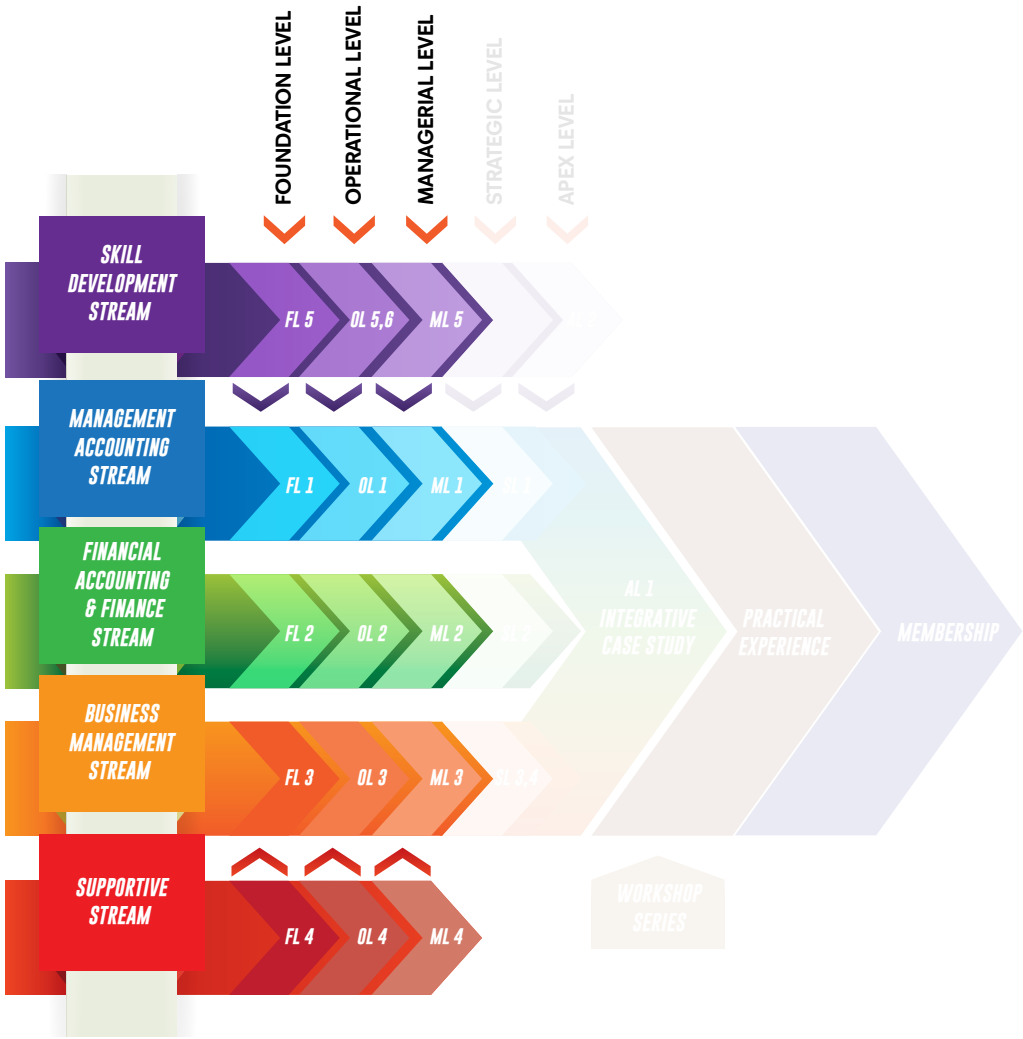 FOUNDATION LEVEL
OPERATIONAL LEVEL
MANAGERIAL LEVEL
STRATEGIC LEVEL
APEX LEVEL
SKILL
DEVELOPMENT
STREAM
FL 5
OL 5,6
ML 5
MANAGEMENT
ACCOUNTING
STREAM
FL 1
OL 1
ML 1
FINANCIAL
ACCOUNTING
& FINANCE
STREAM
FL 2
OL 2
ML 2
AL 1
INTEGRATIVE
CASE STUDY
PRACTICAL
EXPERIENCE
MEMBERSHIP
BUSINESS
MANAGEMENT
STREAM
FL 3
OL 3
ML 3
SL 3,4
SUPPORTIVE
STREAM
FL 4
OL 4
ML 4
WORKSHOP
SERIES